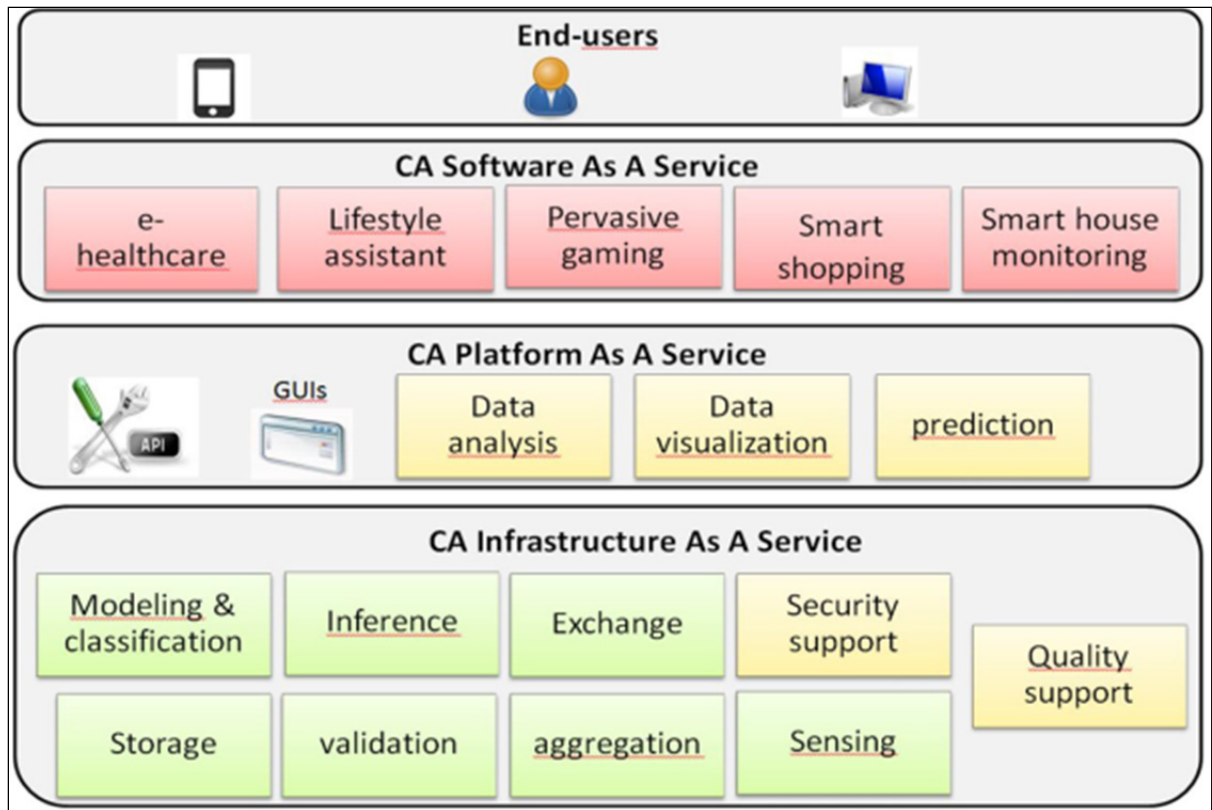 End-users
CA Software As A Service
e-
healthcare
Lifestyle
assistant
Pervasive
gaming
Smart
shopping
Smart house
monitoring
CA Platform As A Service
API
GUIs
Data
analysis
Data
visualization
prediction
CA Infrastructure As A Service
Modeling &
classification
Inference
Exchange
Security
support
Quality
support
Storage
validation
aggregation
Sensing